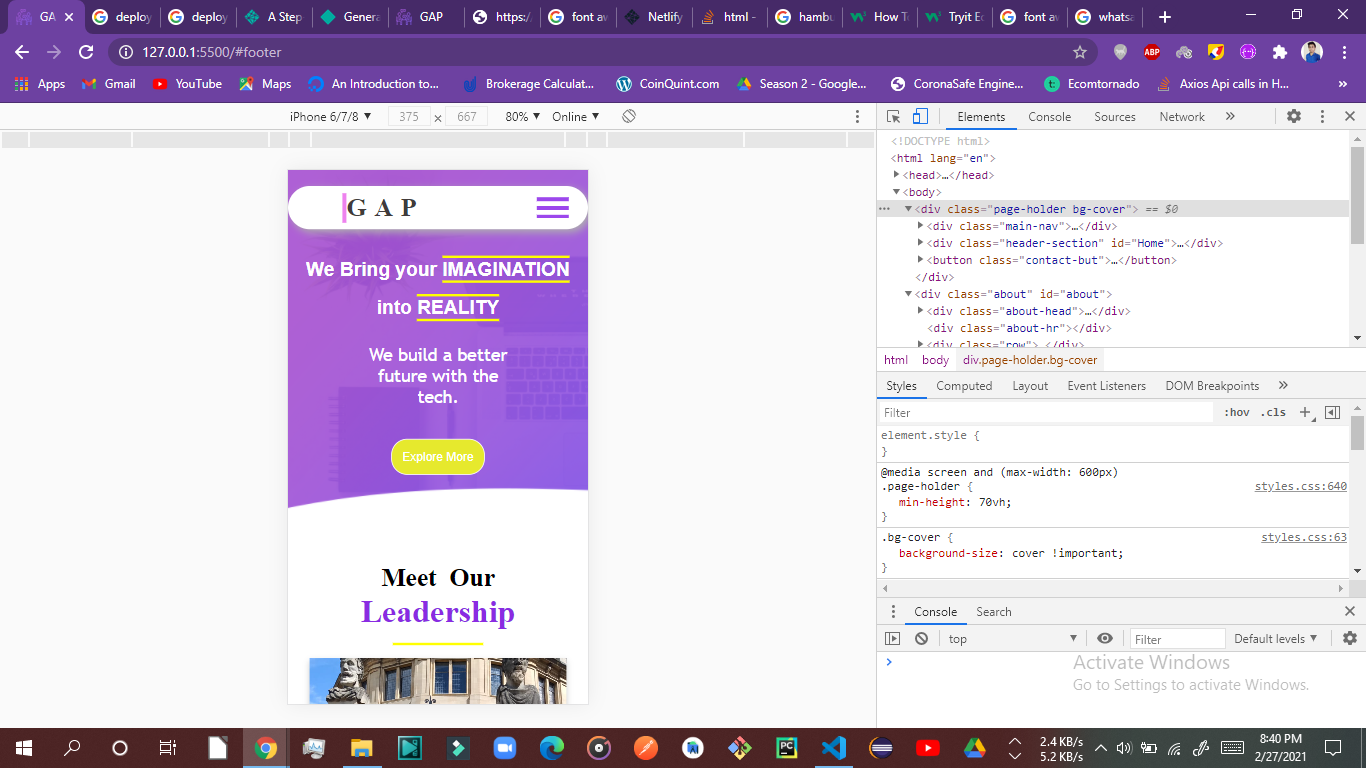 GA
deploy
deploy
A Step
Genera
GAP
https:/
font aw
Netlify
html -
hambu
How To
Tryit Ed
font aw
whatsa
127.0.0.1:5500/#footer
ABP
Apps
Gmail
YouTube
Maps
An Introduction to...
Brokerage Calculat...
CoinQuint.com
Season 2 - Google...
CoronaSafe Engine...
Ecomtornado
Axios Api calls in H...
»
iPhone 6/7/8 ▼ 375 × 667 80% ▼ Online ▼
Elements Console Sources Network »
<!DOCTYPE html>
<html lang="en">
<head>…</head>
<body>
<div class="page-holder bg-cover"> == $0
<div class="main-nav">…</div>
<div class="header-section" id="Home">…</div>
<button class="contact-but">…</button>
</div>
<div class="about" id="about">
<div class="about-head">…</div>
<div class="about-hr"></div>
<div class="row">…</div>
html body div.page-holder.bg-cover
Styles Computed Layout Event Listeners DOM Breakpoints »
Filter :hov .cls +
element.style {
}
@media screen and (max-width: 600px)
.page-holder { styles.css:640
min-height: 70vh;
}
.bg-cover { styles.css:63
background-size: cover !important;
}
Console Search
top Filter Default levels ▼
Activate Windows
Go to Settings to activate Windows.
GAP
We Bring your IMAGINATION
into REALITY
We build a better
future with the
tech.
Explore More
Meet Our
Leadership
PC
2.4 KB/s
5.2 KB/s
8:40 PM
2/27/2021